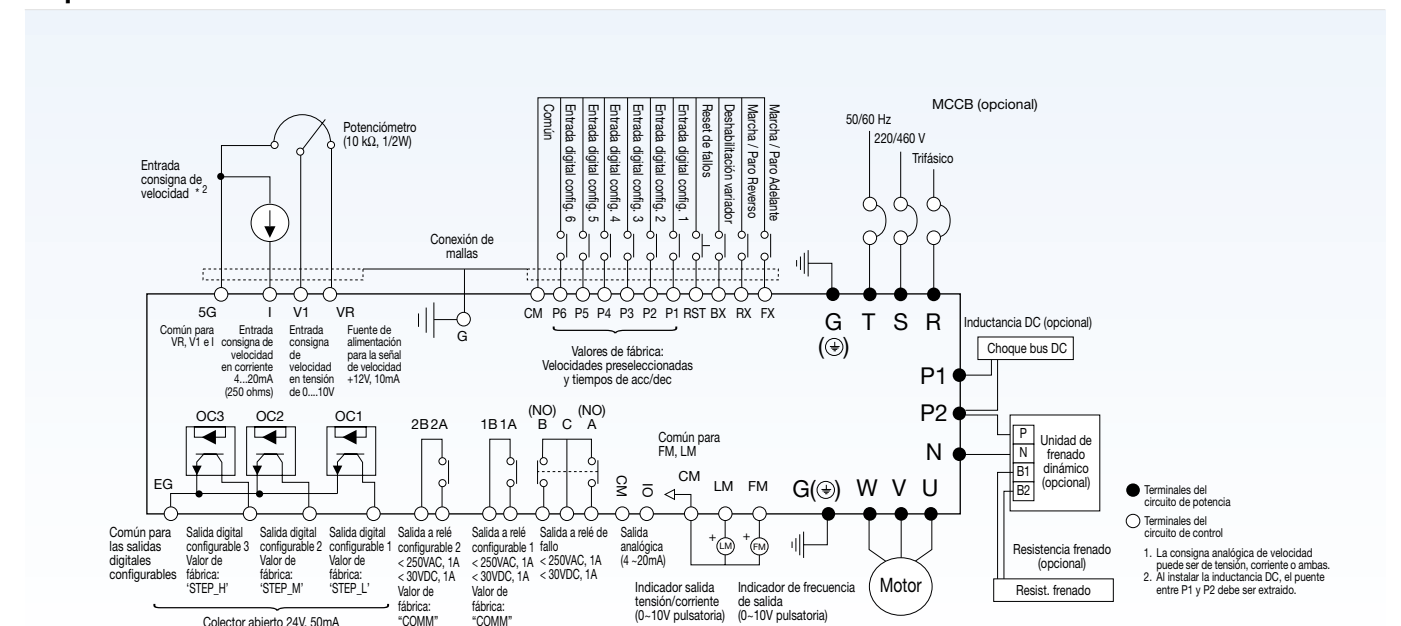 MCCB (opcional)
50/60 Hz
220/460 V
Trifásico
Potenciómetro
(10 kΩ, 1/2W)
Entrada
consigna de
velocidad * 2
Conexión de
mallas
Común
Entrada digital config. 6
Entrada digital config. 5
Entrada digital config. 4
Entrada digital config. 3
Entrada digital config. 2
Entrada digital config. 1
Reset de fallos
Deshabilitación variador
Marcha / Paro Reverso
Marcha / Paro Adelante
5G
I
V1
VR
G
CM P6 P5 P4 P3 P2 P1 RST BX RX FX
G T S R
Común para
VR, V1 e I
Entrada
consigna de
velocidad
en corriente
4...20mA
(250 ohms)
Entrada
consigna
de
velocidad
en tensión
de 0....10V
Fuente de
alimentación
para la señal
de velocidad
+12V, 10mA
Valores de fábrica:
Velocidades preseleccionadas
y tiempos de acc/dec
Inductancia DC (opcional)
Choque bus DC
P1
P2
N
P
N
B1
B2
Unidad de
frenado
dinámico
(opcional)
OC3
OC2
OC1
2B 2A
1B 1A
(NO)
B
C
(NO)
A
Común para
FM, LM
EG
CM
IO
CM
LM
FM
G W V U
+
LM
+
FM
Común para
las salidas
digitales
configurables
Salida digital
configurable 3
Valor de
fábrica:
‘STEP_H’
Salida digital
configurable 2
Valor de
fábrica:
‘STEP_M’
Salida digital
configurable 1
Valor de
fábrica:
‘STEP_L’
Colector abierto 24V, 50mA
Salida a relé
configurable 2
< 250VAC, 1A
< 30VDC, 1A
Valor de
fábrica:
“COMM”
Salida a relé
configurable 1
< 250VAC, 1A
< 30VDC, 1A
Valor de
fábrica:
“COMM”
Salida a relé de
fallo
< 250VAC, 1A
< 30VDC, 1A
Salida
analógica
(4 ~20mA)
Indicador salida
tensión/corriente
(0~10V pulsatoria)
Indicador de frecuencia
de salida
(0~10V pulsatoria)
Motor
Resistencia frenado
(opcional)
Resist. frenado
Terminales del
circuito de potencia
Terminales del
circuito de control
1. La consigna analógica de velocidad
puede ser de tensión, corriente o ambas.
2. Al instalar la inductancia DC, el puente
entre P1 y P2 debe ser extraido.